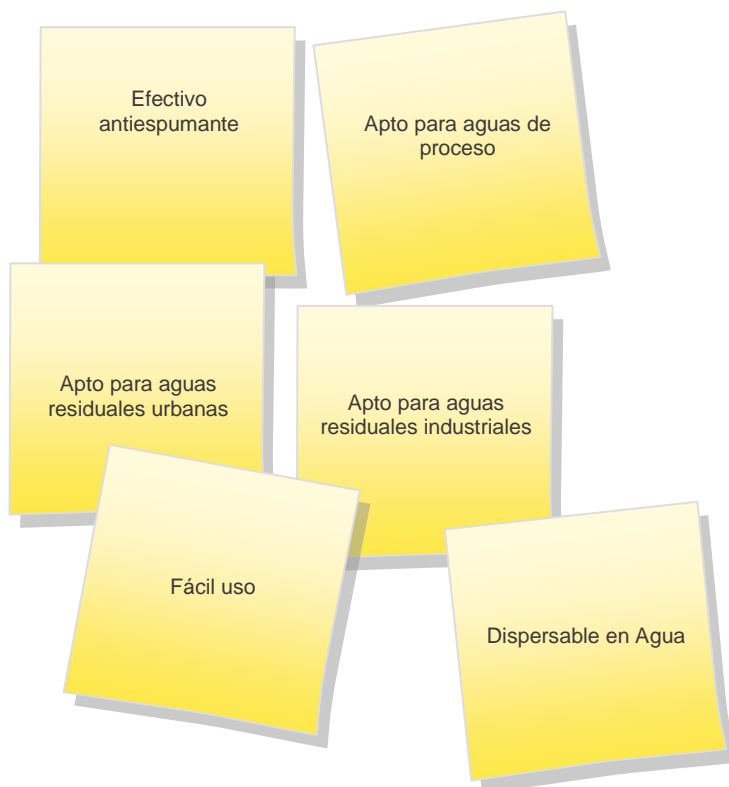 Efectivo
antiespumante
Apto para aguas de
proceso
Apto para aguas
residuales urbanas
Apto para aguas
residuales industriales
Fácil uso
Dispersable en Agua